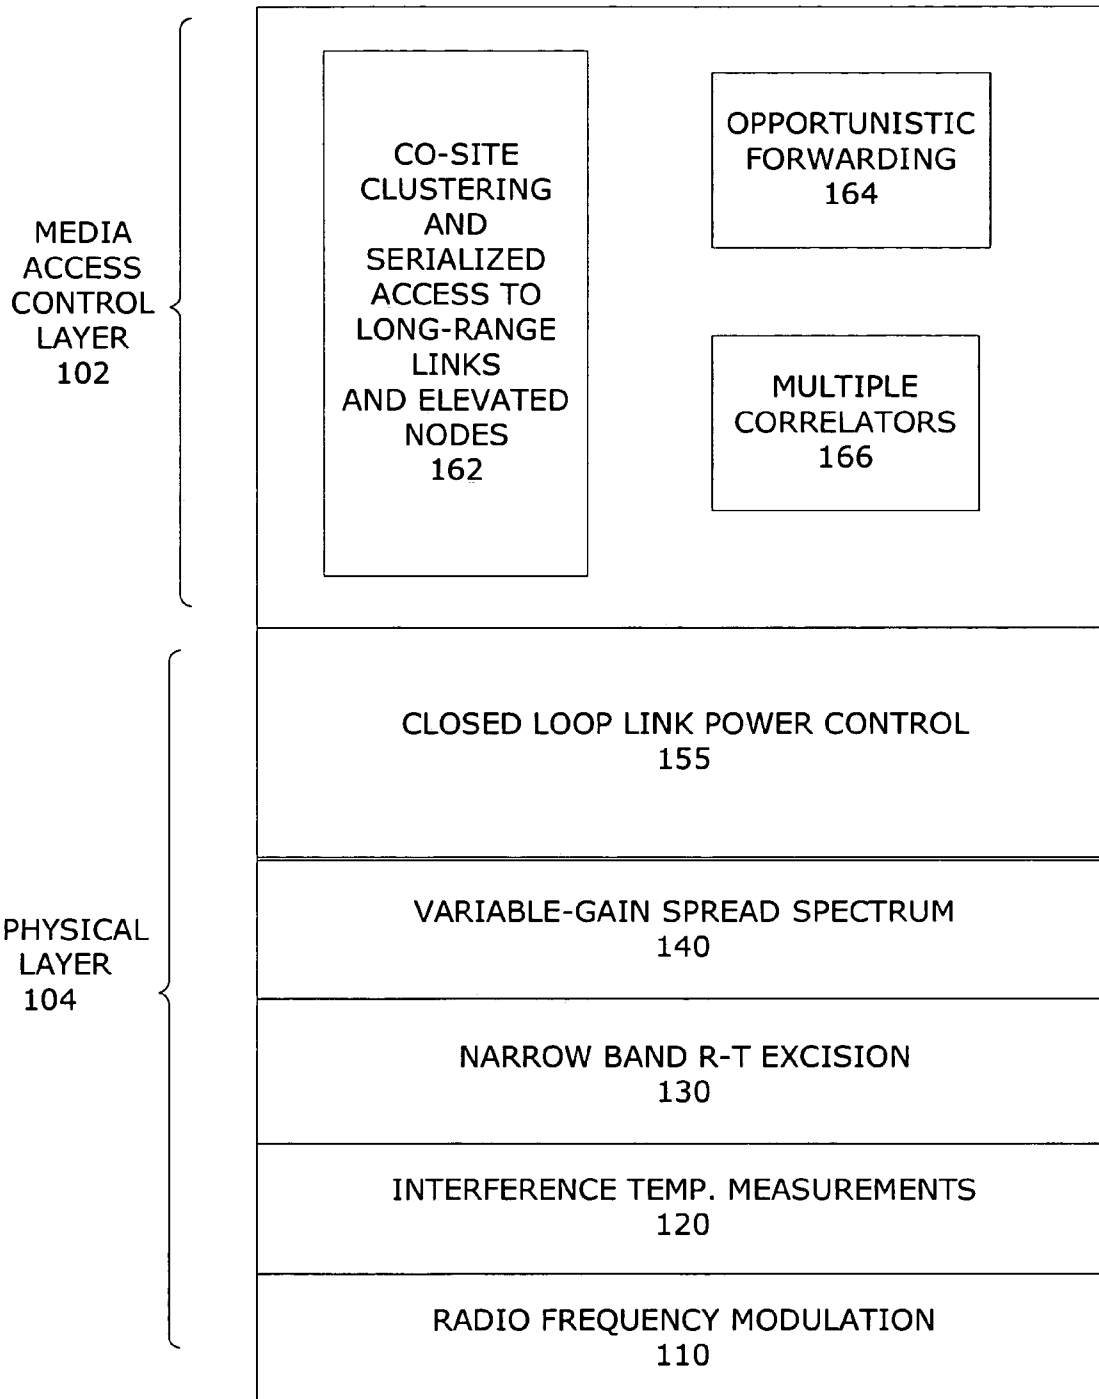 MEDIA
ACCESS
CONTROL
LAYER
102
CO-SITE
CLUSTERING
AND
SERIALIZED
ACCESS TO
LONG-RANGE
LINKS
AND ELEVATED
NODES
162
OPPORTUNISTIC
FORWARDING
164
MULTIPLE
CORRELATORS
166
PHYSICAL
LAYER
104
CLOSED LOOP LINK POWER CONTROL
155
VARIABLE-GAIN SPREAD SPECTRUM
140
NARROW BAND R-T EXCISION
130
INTERFERENCE TEMP. MEASUREMENTS
120
RADIO FREQUENCY MODULATION
110